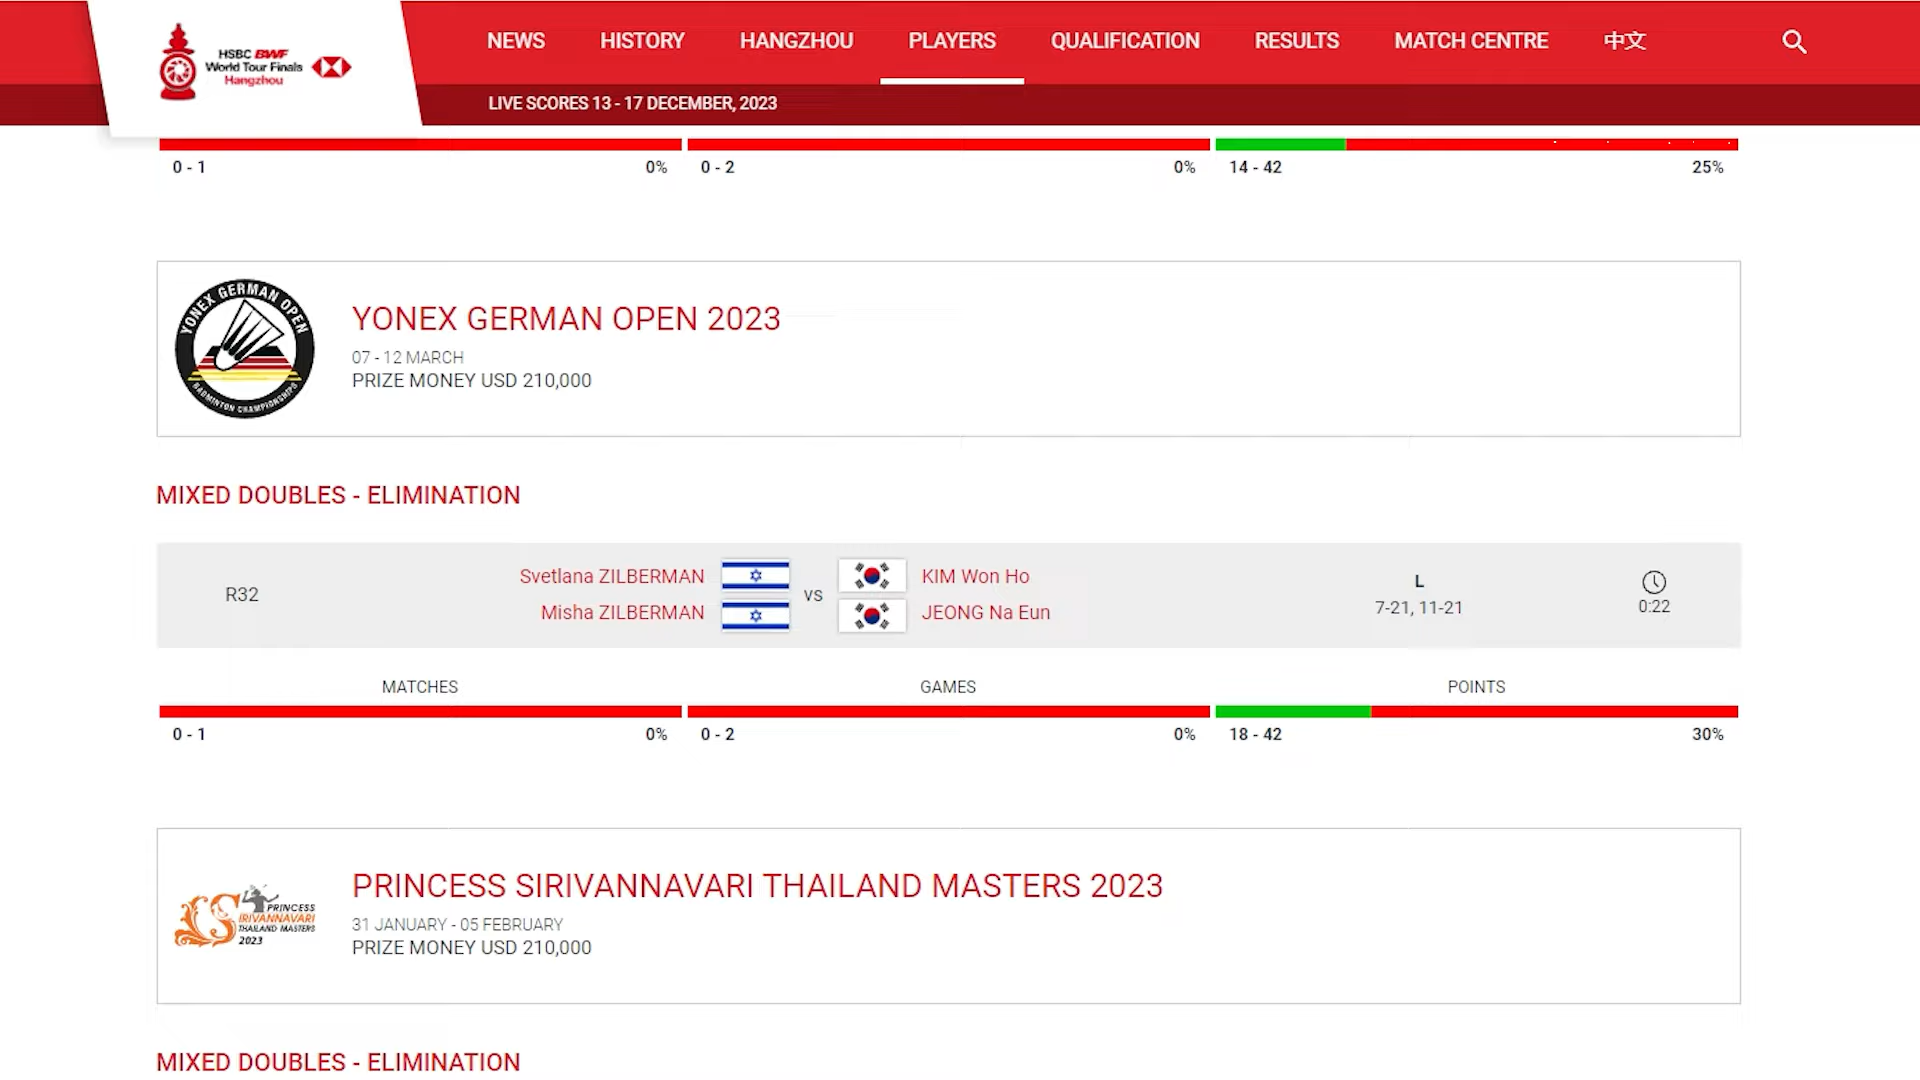 HSBC BWF
World Tour Finals
Hangzhou
NEWS HISTORY HANGZHOU PLAYERS QUALIFICATION RESULTS MATCH CENTRE 中文
LIVE SCORES 13 - 17 DECEMBER, 2023
0 - 1 0% 0 - 2 0% 14 - 42 25%
YONEX GERMAN OPEN
BADMINTON CHAMPIONSHIPS
YONEX GERMAN OPEN 2023
07 - 12 MARCH
PRIZE MONEY USD 210,000
MIXED DOUBLES - ELIMINATION
R32
Svetlana ZILBERMAN
Misha ZILBERMAN
vs
KIM Won Ho
JEONG Na Eun
L
7-21, 11-21
0:22
MATCHES GAMES POINTS
0 - 1 0% 0 - 2 0% 18 - 42 30%
PRINCESS
SIRIVANNAVARI
THAILAND MASTERS
2023
PRINCESS SIRIVANNAVARI THAILAND MASTERS 2023
31 JANUARY - 05 FEBRUARY
PRIZE MONEY USD 210,000
MIXED DOUBLES - ELIMINATION